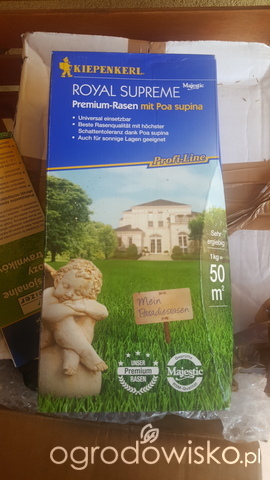 KIEPENKERL
ROYAL SUPREME
Majestic
Premium-Rasen mit Poa supina
• Universal einsetzbar
• Beste Rasenqualität mit höchster
Schattentoleranz dank Poa supina
• Auch für sonnige Lagen geeignet
Profi-Line
Sehr
ergiebig
1kg =
50
m²
Mein
Paradiesrasen
UNSER
Premium
RASEN
Majestic
ogrodowisko.pl